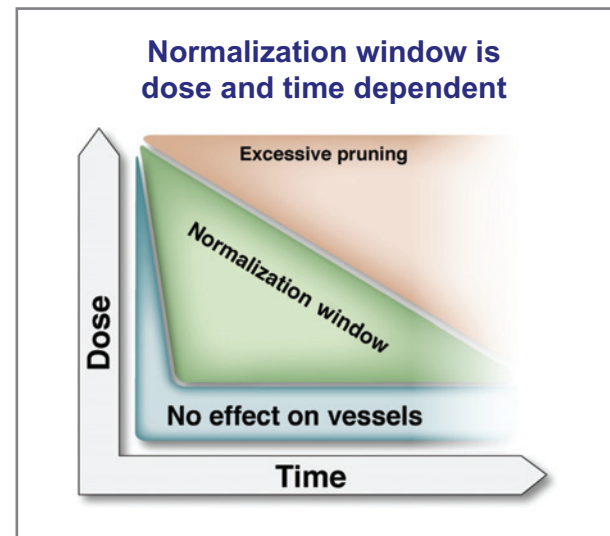 Normalization window is
dose and time dependent
Excessive pruning
Normalization window
No effect on vessels
Dose
Time